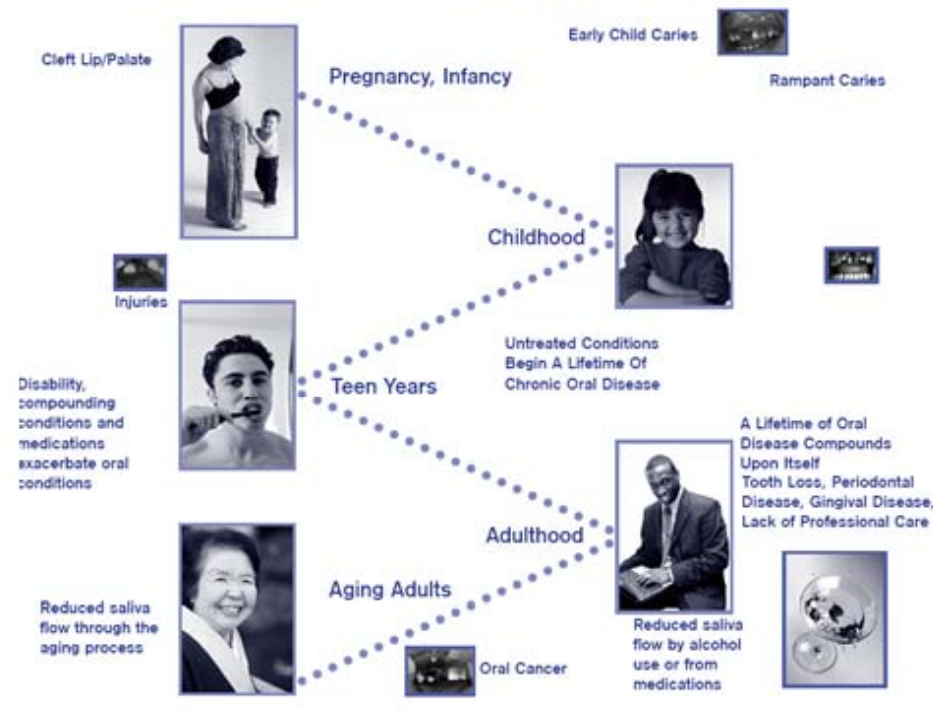 Cleft Lip/Palate
Pregnancy, Infancy
Early Child Caries
Rampant Caries
Childhood
Injuries
Untreated Conditions
Begin A Lifetime Of
Chronic Oral Disease
Teen Years
Disability,
compounding
conditions and
medications
exacerbate oral
conditions
A Lifetime of Oral
Disease Compounds
Upon Itself
Tooth Loss, Periodontal
Disease, Gingival Disease,
Lack of Professional Care
Adulthood
Aging Adults
Reduced saliva
flow through the
aging process
Reduced saliva
flow by alcohol
use or from
medications
Oral Cancer